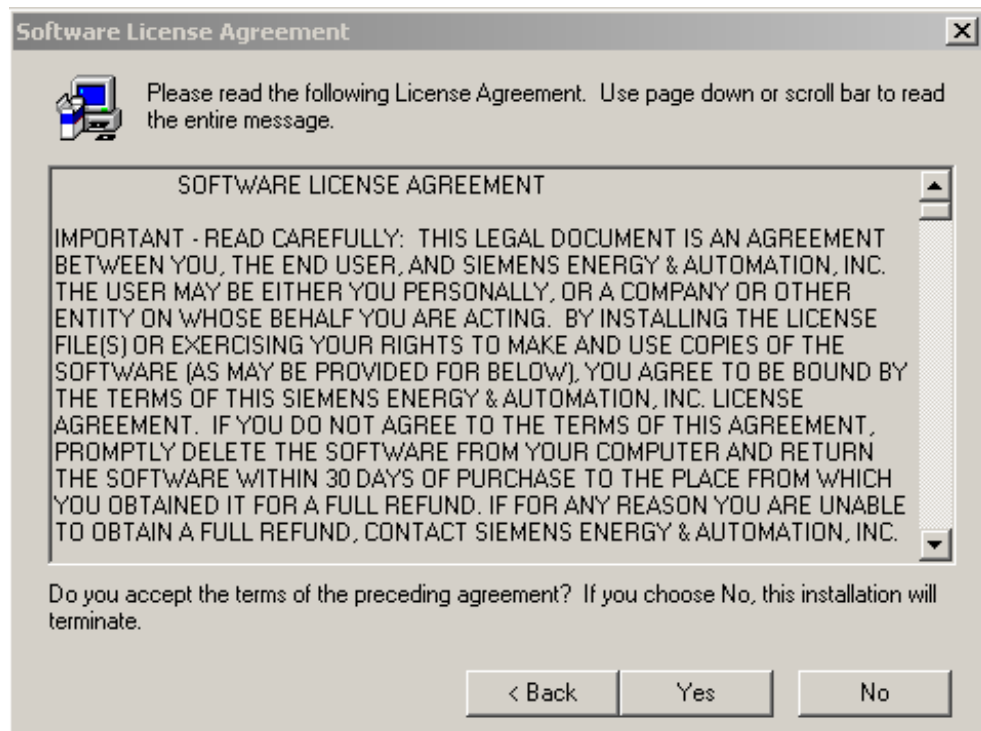 Software License Agreement
Please read the following License Agreement.  Use page down or scroll bar to read
the entire message.
SOFTWARE LICENSE AGREEMENT
IMPORTANT - READ CAREFULLY:  THIS LEGAL DOCUMENT IS AN AGREEMENT
BETWEEN YOU, THE END USER, AND SIEMENS ENERGY & AUTOMATION, INC.
THE USER MAY BE EITHER YOU PERSONALLY, OR A COMPANY OR OTHER
ENTITY ON WHOSE BEHALF YOU ARE ACTING.  BY INSTALLING THE LICENSE
FILE(S) OR EXERCISING YOUR RIGHTS TO MAKE AND USE COPIES OF THE
SOFTWARE (AS MAY BE PROVIDED FOR BELOW), YOU AGREE TO BE BOUND BY
THE TERMS OF THIS SIEMENS ENERGY & AUTOMATION, INC. LICENSE
AGREEMENT.  IF YOU DO NOT AGREE TO THE TERMS OF THIS AGREEMENT,
PROMPTLY DELETE THE SOFTWARE FROM YOUR COMPUTER AND RETURN
THE SOFTWARE WITHIN 30 DAYS OF PURCHASE TO THE PLACE FROM WHICH
YOU OBTAINED IT FOR A FULL REFUND. IF FOR ANY REASON YOU ARE UNABLE
TO OBTAIN A FULL REFUND, CONTACT SIEMENS ENERGY & AUTOMATION, INC.
Do you accept the terms of the preceding agreement?  If you choose No, this installation will
terminate.
< Back
Yes
No